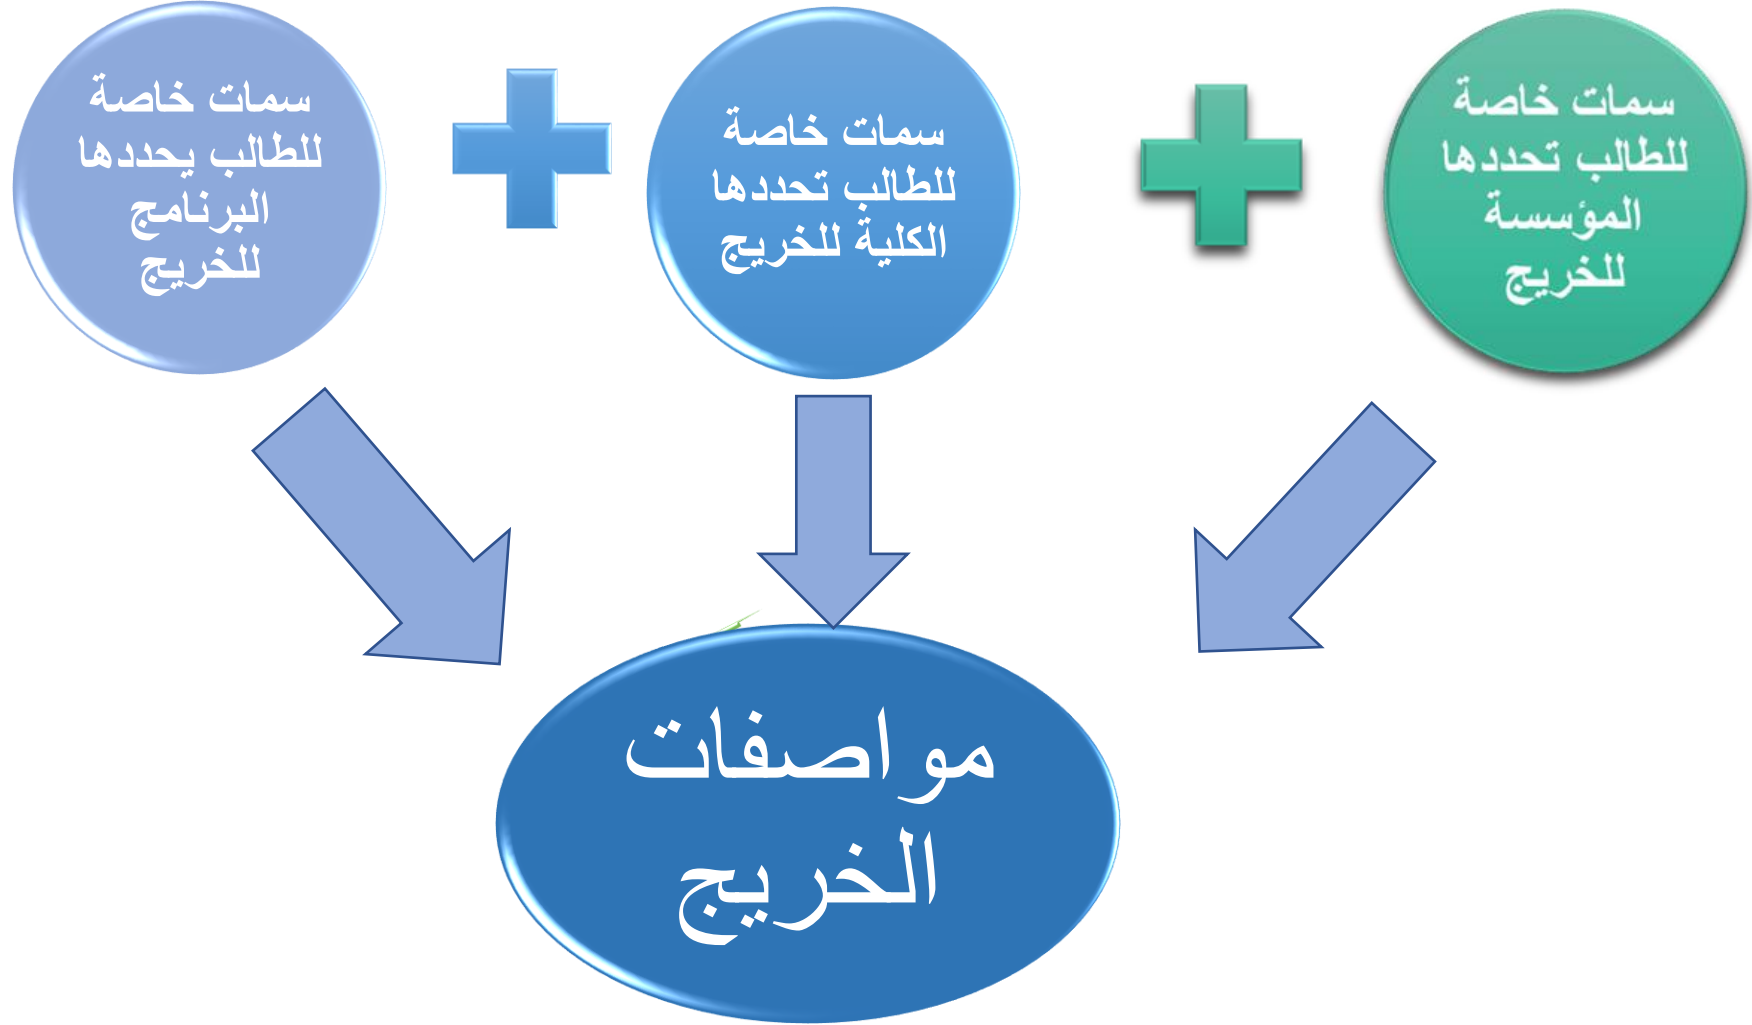 سمات خاصة
للطالب تحددها
المؤسسة
للخريج
سمات خاصة
للطالب تحددها
الكلية للخريج
سمات خاصة
للطالب يحددها
البرنامج
للخريج
مواصفات
الخريج